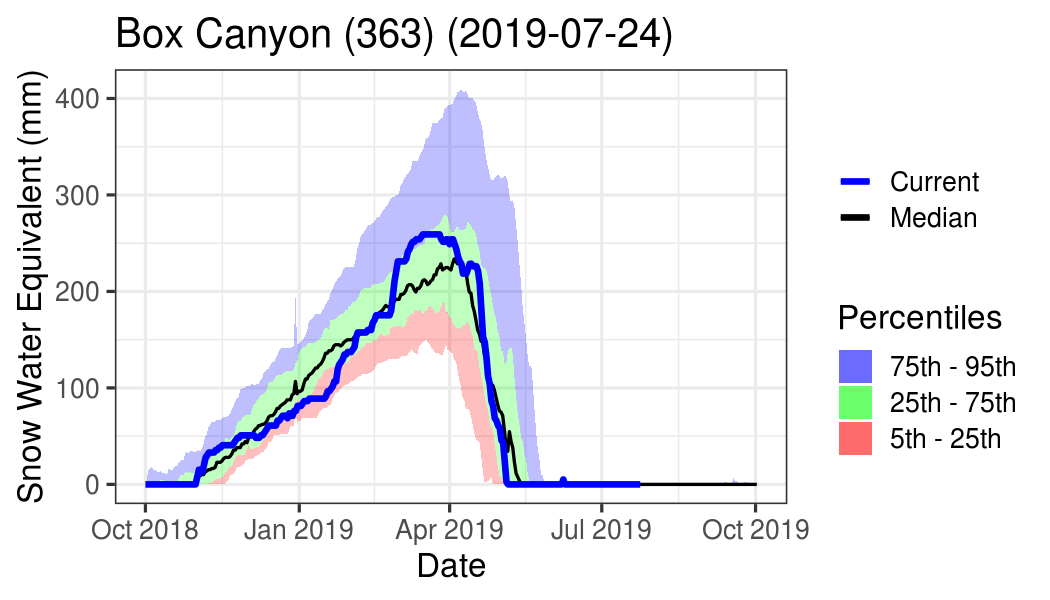 Box Canyon (363) (2019-07-24)
Snow Water Equivalent (mm)
400
300
200
100
0
Oct 2018 Jan 2019 Apr 2019 Jul 2019 Oct 2019
Date
Current
Median
Percentiles
75th - 95th
25th - 75th
5th - 25th